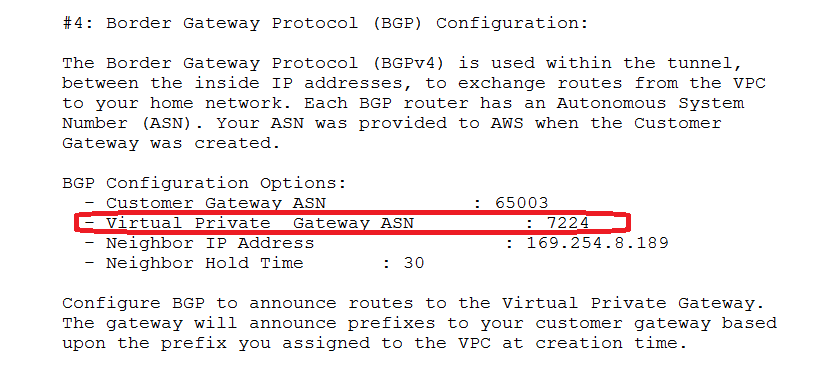 #4: Border Gateway Protocol (BGP) Configuration:
The Border Gateway Protocol (BGPv4) is used within the tunnel,
between the inside IP addresses, to exchange routes from the VPC
to your home network. Each BGP router has an Autonomous System
Number (ASN). Your ASN was provided to AWS when the Customer
Gateway was created.
BGP Configuration Options:
- Customer Gateway ASN : 65003
- Virtual Private  Gateway ASN : 7224
- Neighbor IP Address : 169.254.8.189
- Neighbor Hold Time : 30
Configure BGP to announce routes to the Virtual Private Gateway.
The gateway will announce prefixes to your customer gateway based
upon the prefix you assigned to the VPC at creation time.